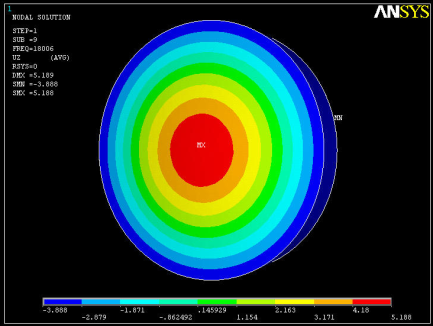 1
ANSYS
NODAL SOLUTION
STEP=1
SUB =9
FREQ=18006
UZ (AVG)
RSYS=0
DMX =5.189
SMN =-3.888
SMX =5.188
MN
MX
-3.888 -1.871 .145929 2.163 4.18
-2.879 -.862492 1.154 3.171 5.188